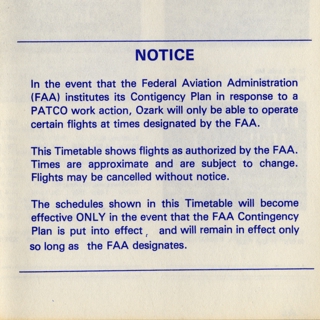 NOTICE
In the event that the Federal Aviation Administration
(FAA) institutes its Contigency Plan in response to a
PATCO work action, Ozark will only be able to operate
certain flights at times designated by the FAA.
This Timetable shows flights as authorized by the FAA.
Times are approximate and are subject to change.
Flights may be cancelled without notice.
The schedules shown in this Timetable will become
effective ONLY in the event that the FAA Contingency
Plan is put into effect, and will remain in effect only
so long as the FAA designates.